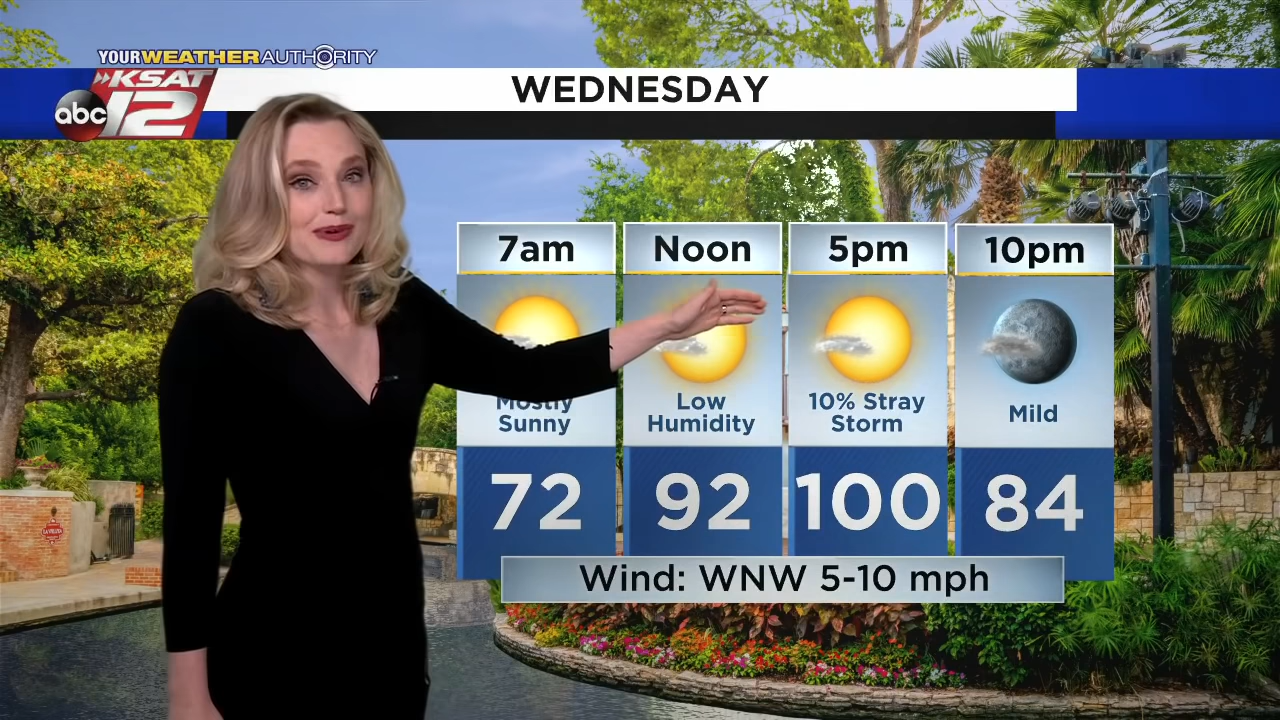 YOUR WEATHER AUTHORITY
KSAT
abc 12
WEDNESDAY
7am
Noon
5pm
10pm
Mostly
Sunny
Low
Humidity
10% Stray
Storm
Mild
72
92
100
84
Wind: WNW 5-10 mph